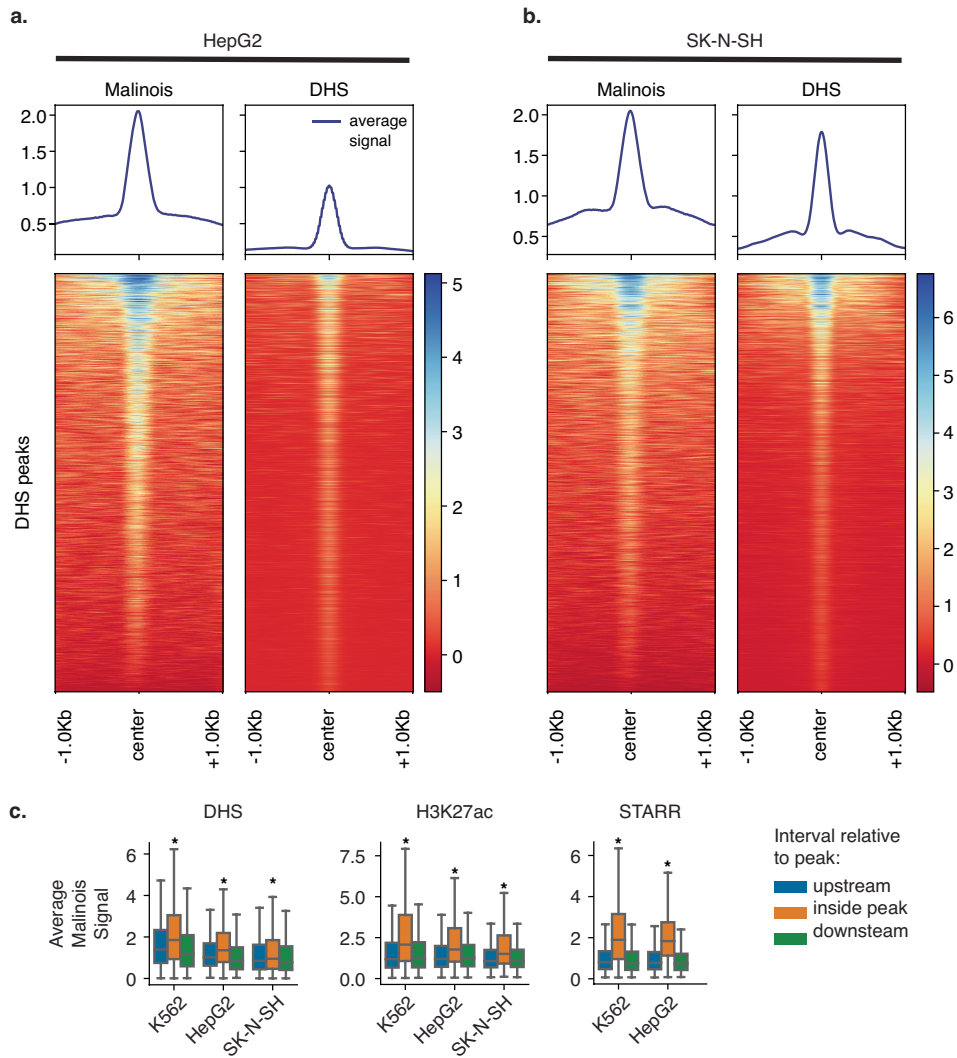 a.
HepG2
Malinois
DHS
average
signal
2.0
1.5
1.0
0.5
DHS peaks
5
4
3
2
1
0
-1.0Kb
center
+1.0Kb
-1.0Kb
center
+1.0Kb
b.
SK-N-SH
Malinois
DHS
2.0
1.5
1.0
0.5
6
5
4
3
2
1
0
-1.0Kb
center
+1.0Kb
-1.0Kb
center
+1.0Kb
c.
Average
Malinois
Signal
DHS
6
4
2
0
*
*
*
K562
HepG2
SK-N-SH
H3K27ac
7.5
5.0
2.5
0.0
*
*
*
K562
HepG2
SK-N-SH
STARR
6
4
2
0
*
*
K562
HepG2
Interval relative
to peak:
upstream
inside peak
downsteam